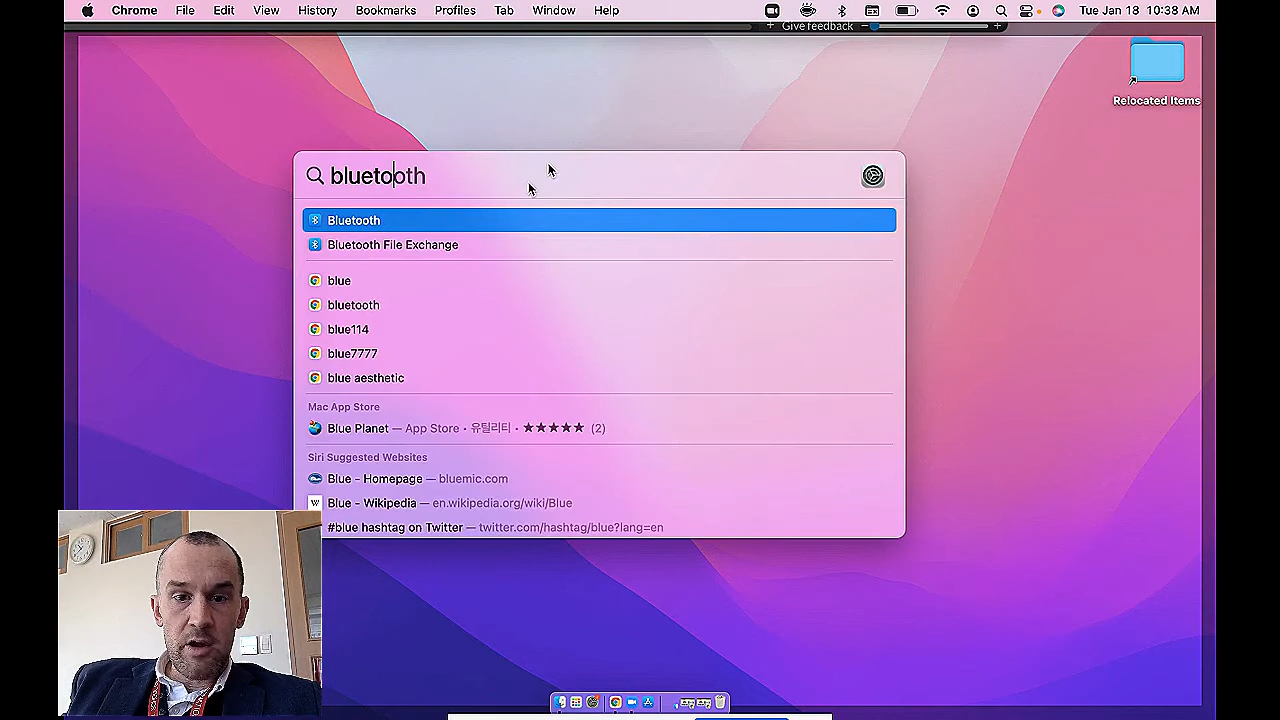 Chrome File Edit View History Bookmarks Profiles Tab Window Help Tue Jan 18 10:38 AM
Give feedback
Relocated Items
bluetooth
Bluetooth
Bluetooth File Exchange
blue
bluetooth
blue114
blue7777
blue aesthetic
Mac App Store
Blue Planet — App Store • 유틸리티 • ★★★★★ (2)
Siri Suggested Websites
Blue - Homepage — bluemic.com
W Blue - Wikipedia — en.wikipedia.org/wiki/Blue
#blue hashtag on Twitter — twitter.com/hashtag/blue?lang=en